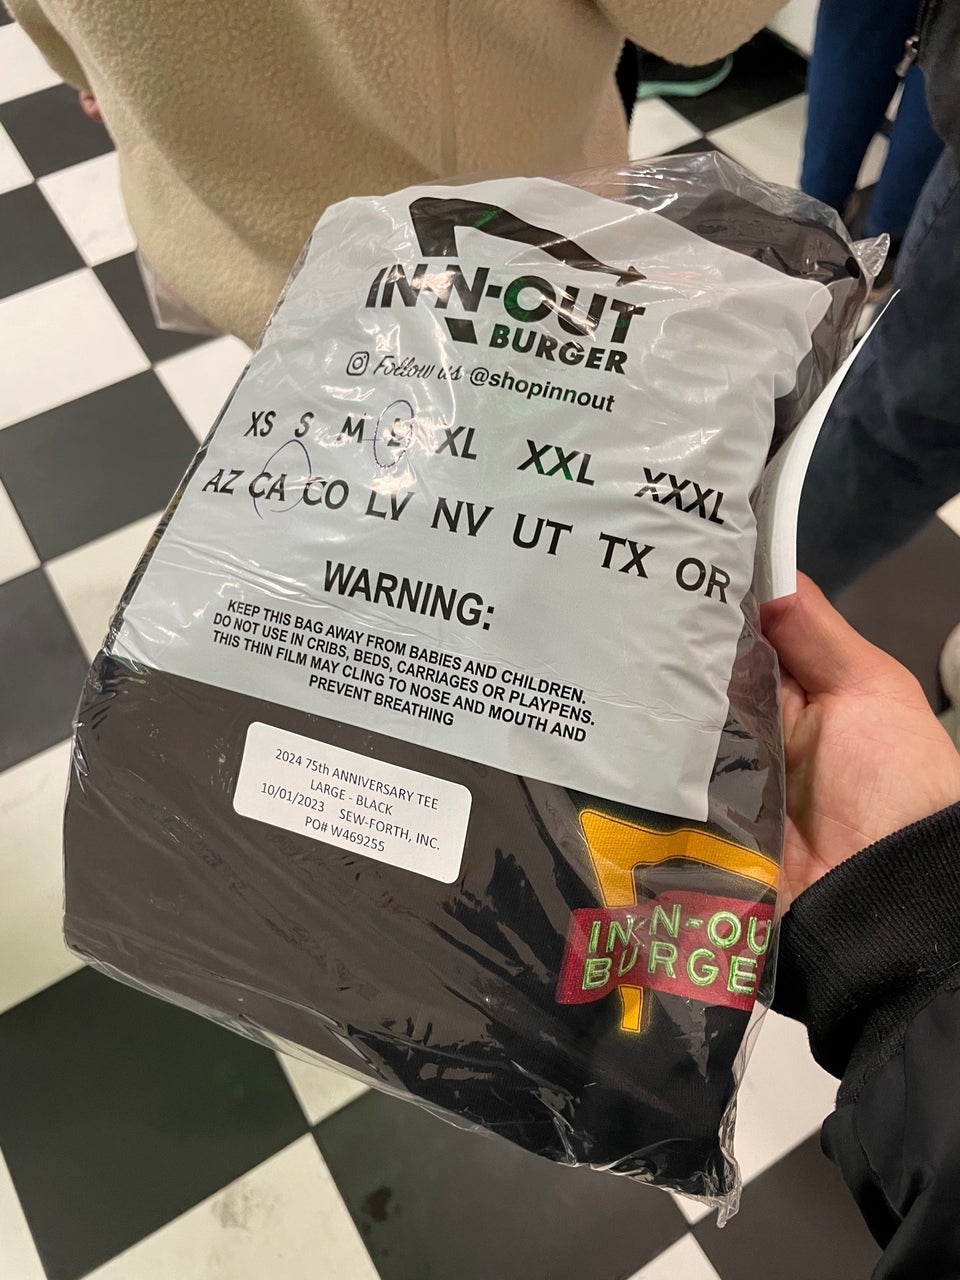 IN-N-OUT
BURGER
Follow us @shopinnout
XS S M L XL XXL XXXL
AZ CA CO LV NV UT TX OR
WARNING:
KEEP THIS BAG AWAY FROM BABIES AND CHILDREN.
DO NOT USE IN CRIBS, BEDS, CARRIAGES OR PLAYPENS.
THIS THIN FILM MAY CLING TO NOSE AND MOUTH AND
PREVENT BREATHING
2024 75th ANNIVERSARY TEE
LARGE - BLACK
10/01/2023 SEW-FORTH, INC.
PO# W469255
IN-N-OU
BURGE